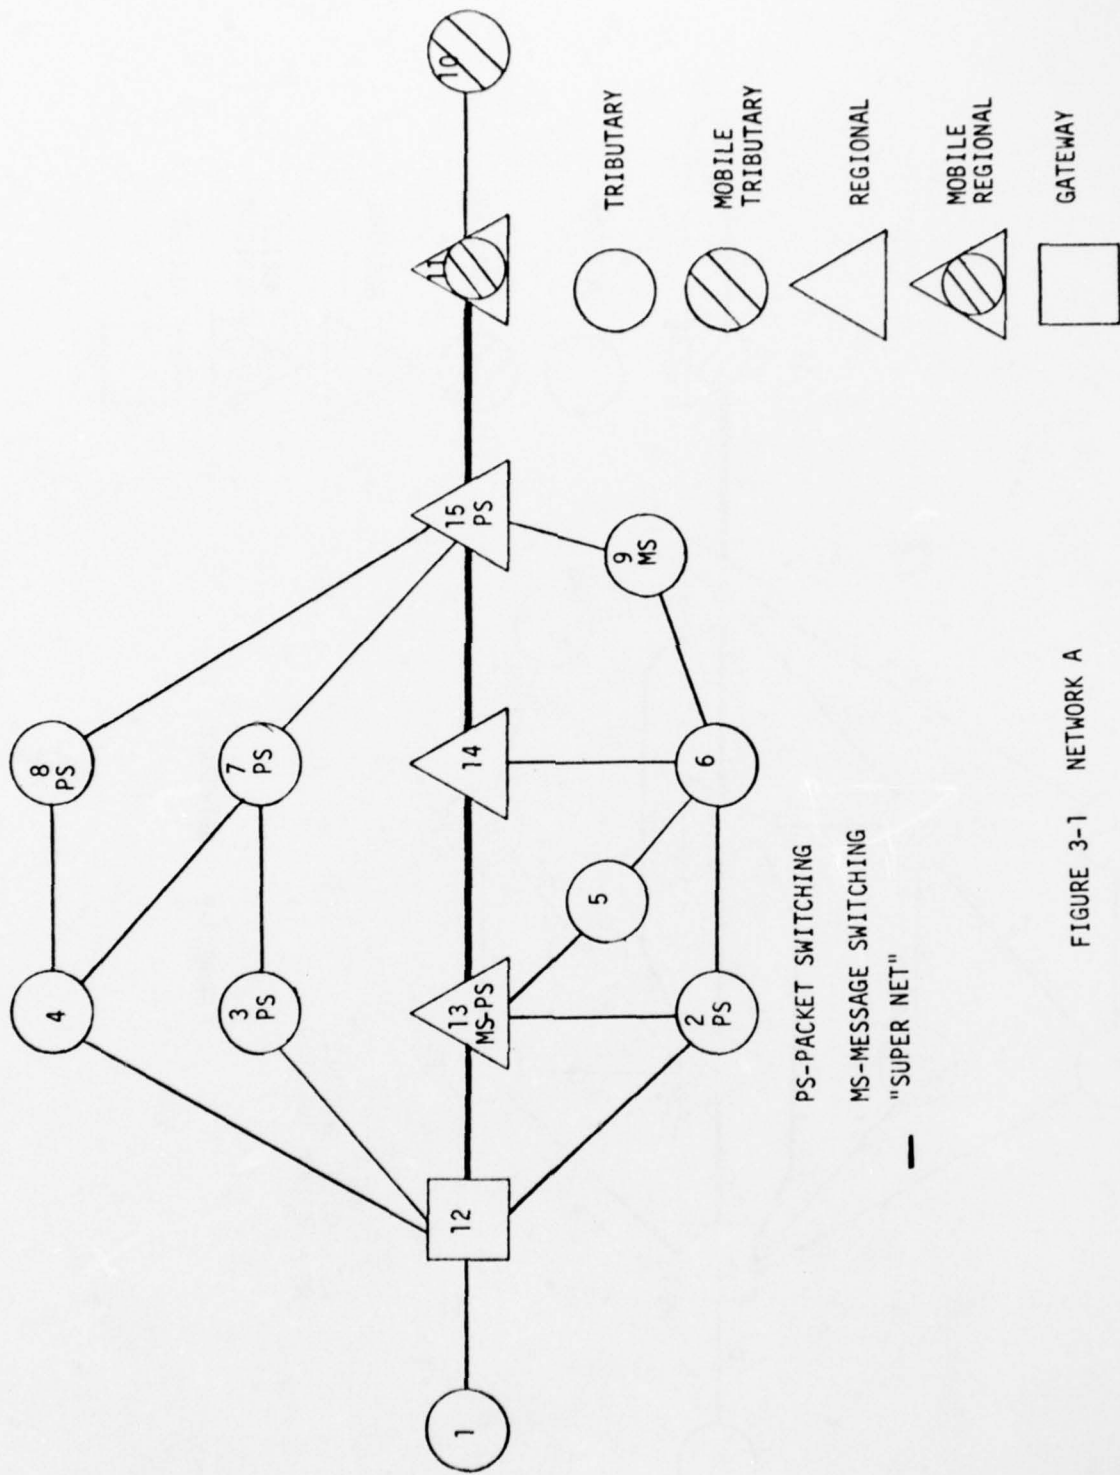 8
PS
4
7
PS
3
PS
10
11
15
PS
14
13
MS-PS
12
1
5
9
MS
6
2
PS
TRIBUTARY
MOBILE
TRIBUTARY
REGIONAL
MOBILE
REGIONAL
GATEWAY
PS-PACKET SWITCHING
MS-MESSAGE SWITCHING
"SUPER NET"
FIGURE 3-1 NETWORK A